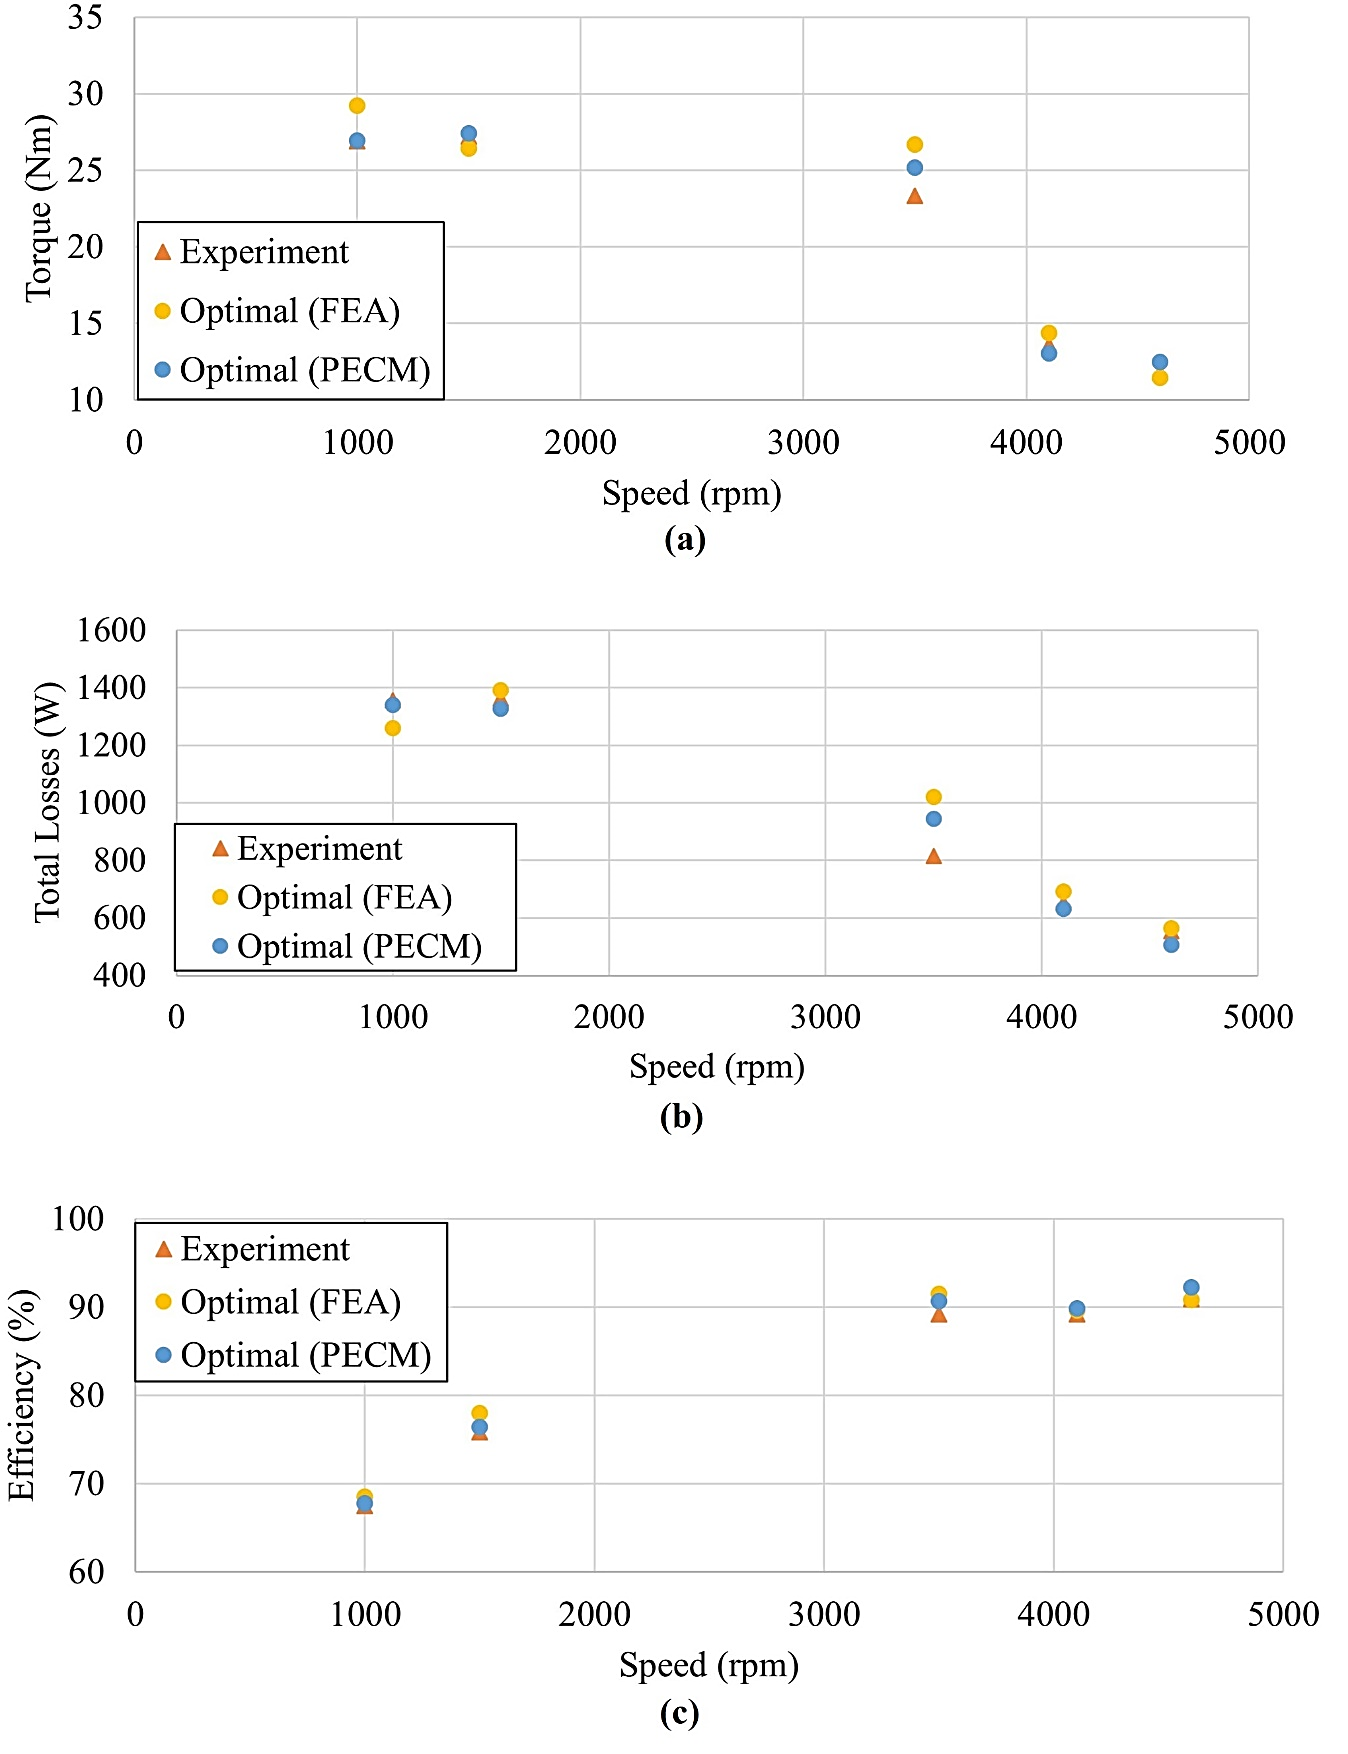 35
30
25
20
15
10
Torque (Nm)
Experiment
Optimal (FEA)
Optimal (PECM)
0 1000 2000 3000 4000 5000
Speed (rpm)
(a)
1600
1400
1200
1000
800
600
400
Total Losses (W)
Experiment
Optimal (FEA)
Optimal (PECM)
0 1000 2000 3000 4000 5000
Speed (rpm)
(b)
100
90
80
70
60
Efficiency (%)
Experiment
Optimal (FEA)
Optimal (PECM)
0 1000 2000 3000 4000 5000
Speed (rpm)
(c)